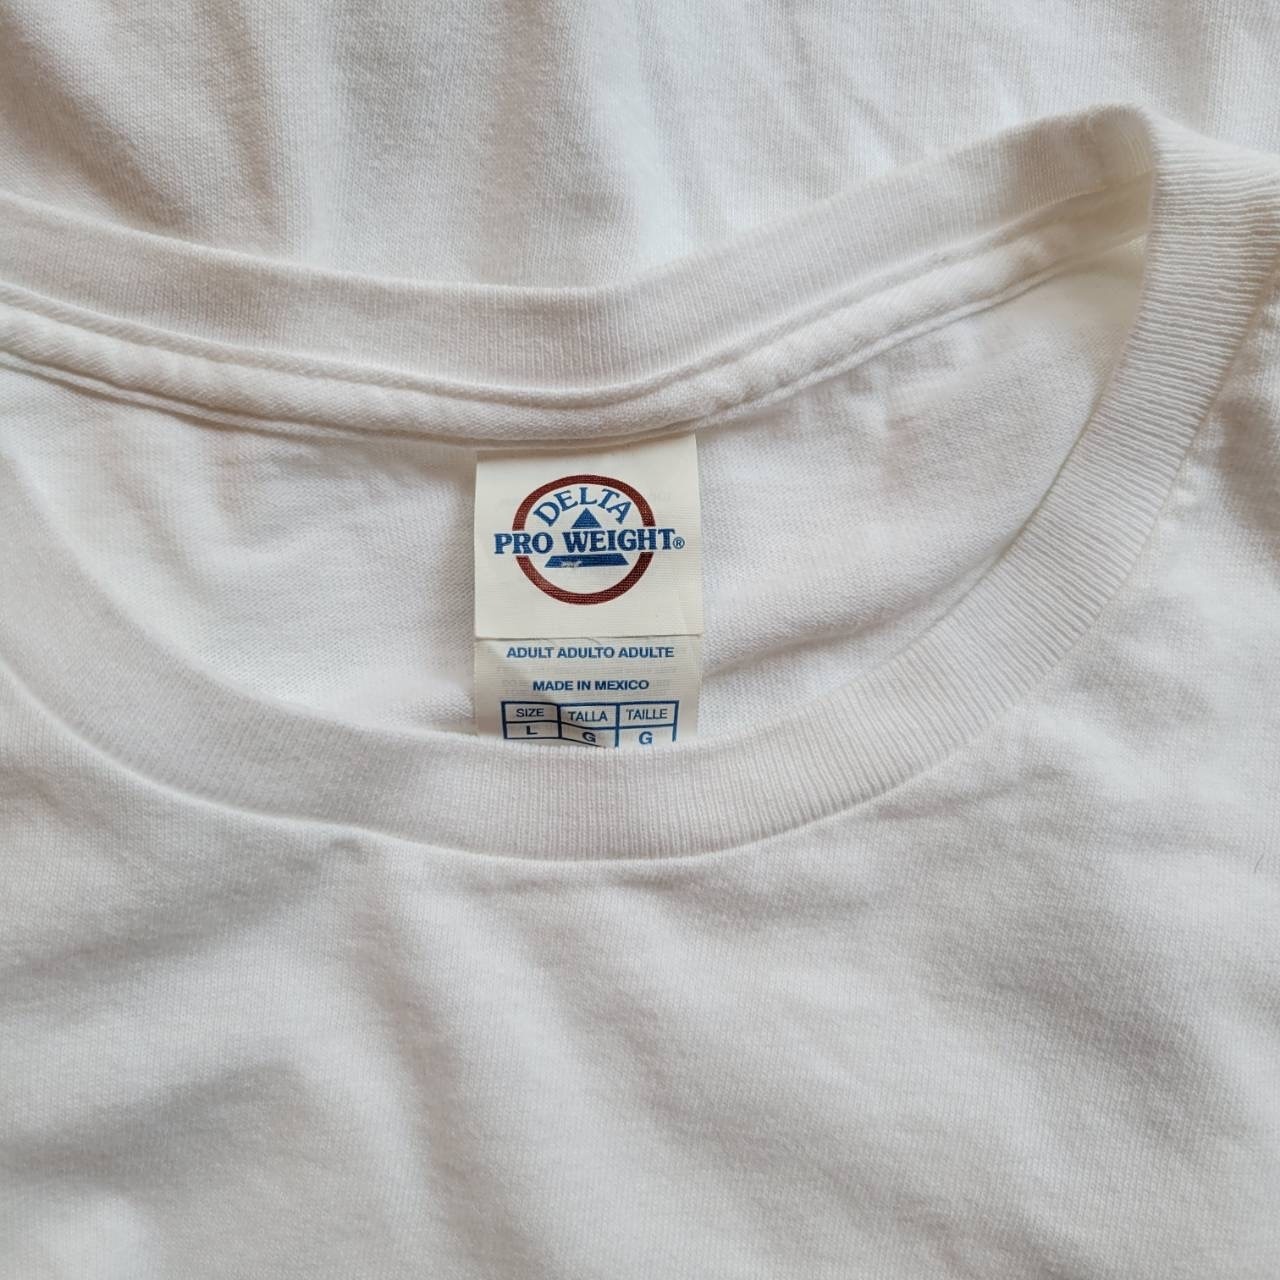 DELTA
PRO WEIGHT®
ADULT ADULTO ADULTE
MADE IN MEXICO
SIZE TALLA TAILLE
L G G